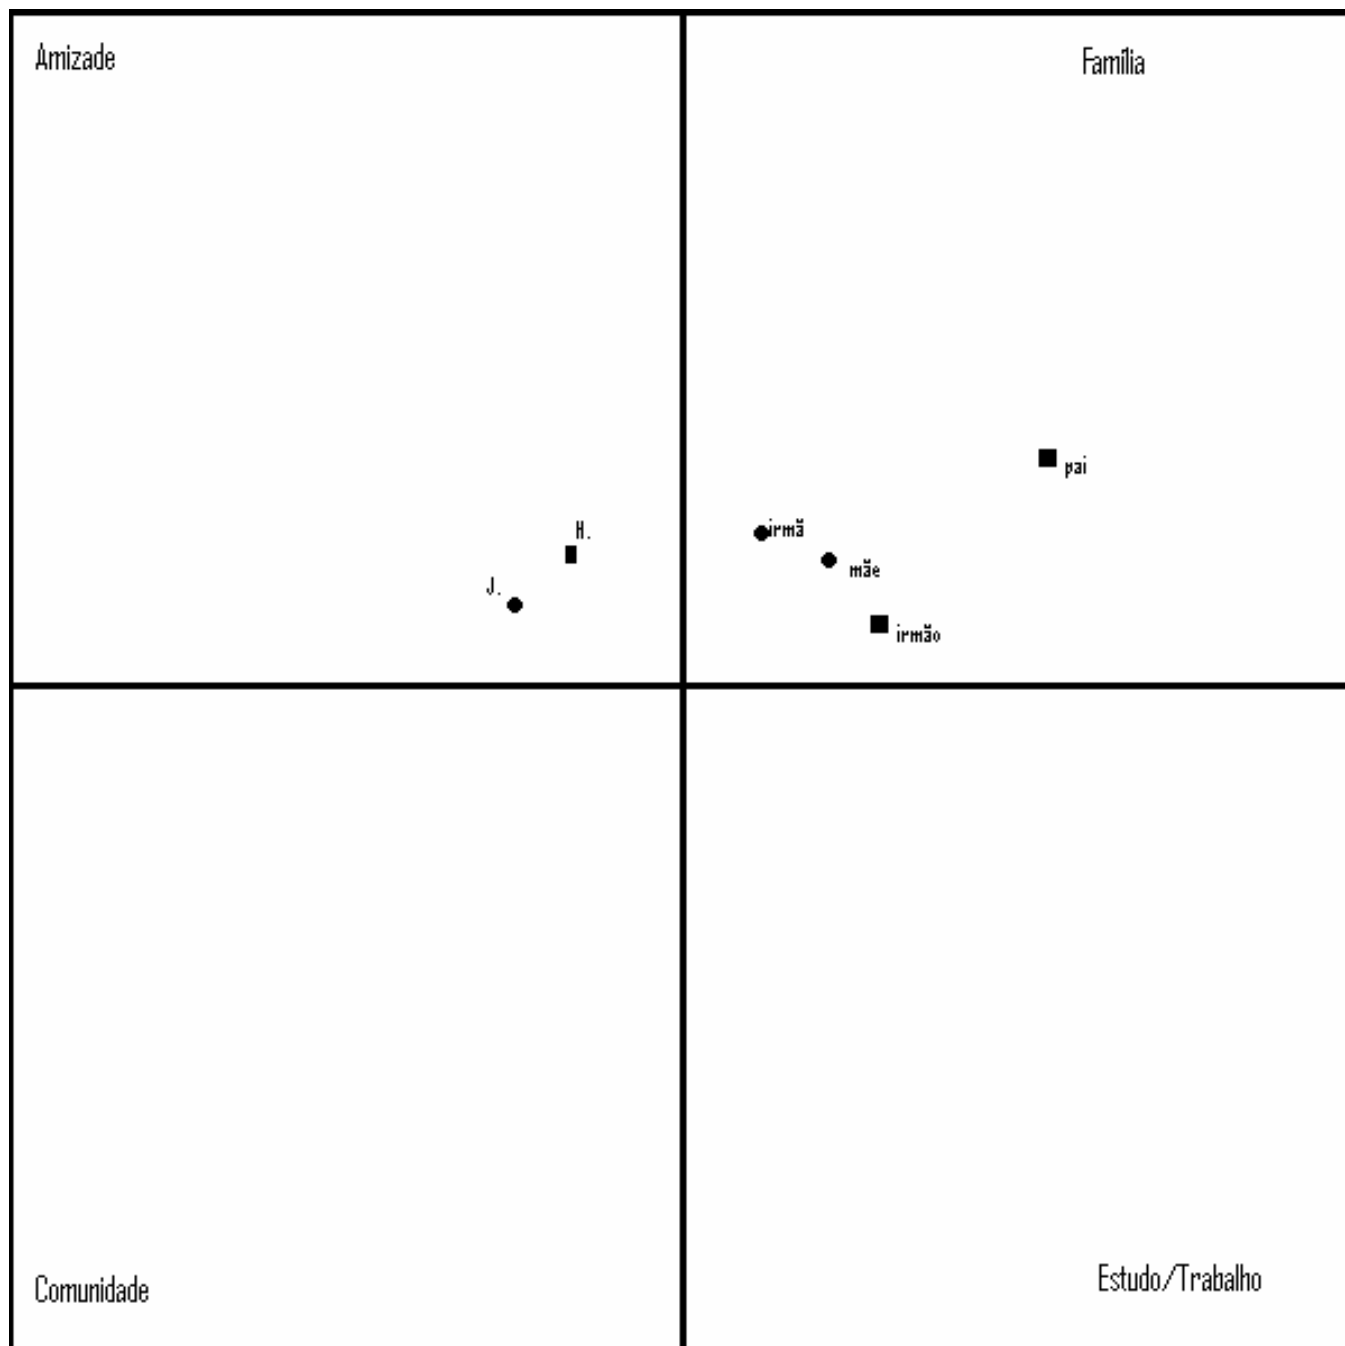 Amizade
Família
pai
irmã
H.
mãe
J.
irmão
Comunidade
Estudo/Trabalho